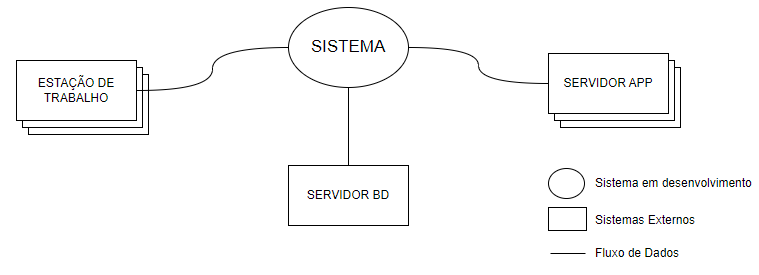 SISTEMA
ESTAÇÃO DE
TRABALHO
SERVIDOR APP
SERVIDOR BD
Sistema em desenvolvimento
Sistemas Externos
Fluxo de Dados